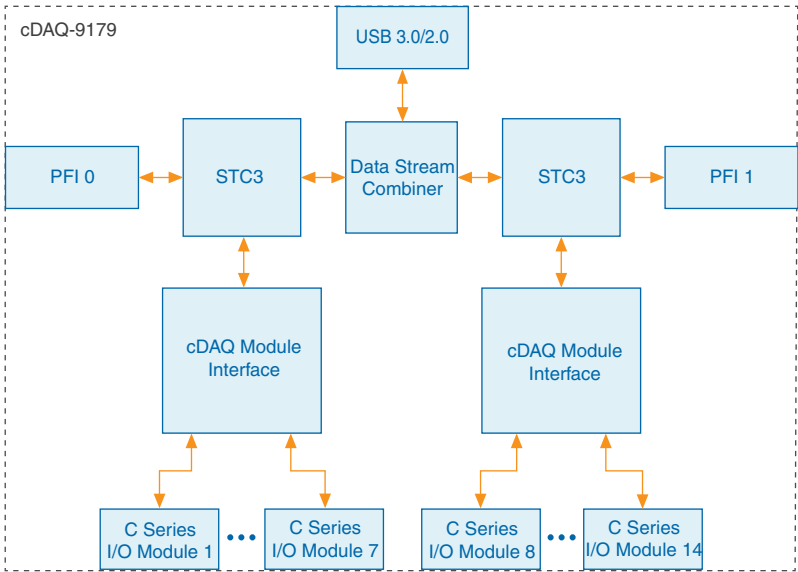 cDAQ-9179
USB 3.0/2.0
PFI 0
STC3
Data Stream
Combiner
STC3
PFI 1
cDAQ Module
Interface
cDAQ Module
Interface
C Series
I/O Module 1
C Series
I/O Module 7
C Series
I/O Module 8
C Series
I/O Module 14